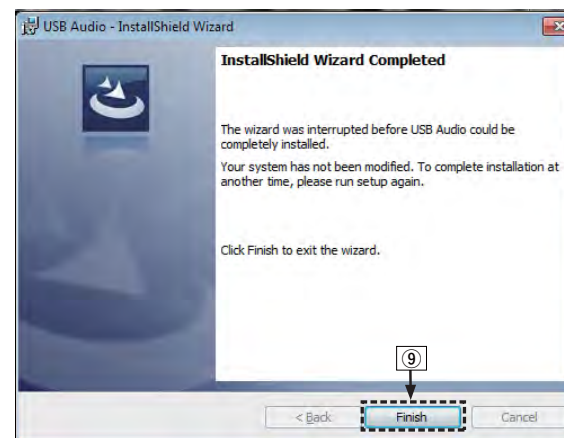 USB Audio - InstallShield Wizard
InstallShield Wizard Completed
The wizard was interrupted before USB Audio could be
completely installed.
Your system has not been modified. To complete installation at
another time, please run setup again.
Click Finish to exit the wizard.
⑨
< Back Finish Cancel